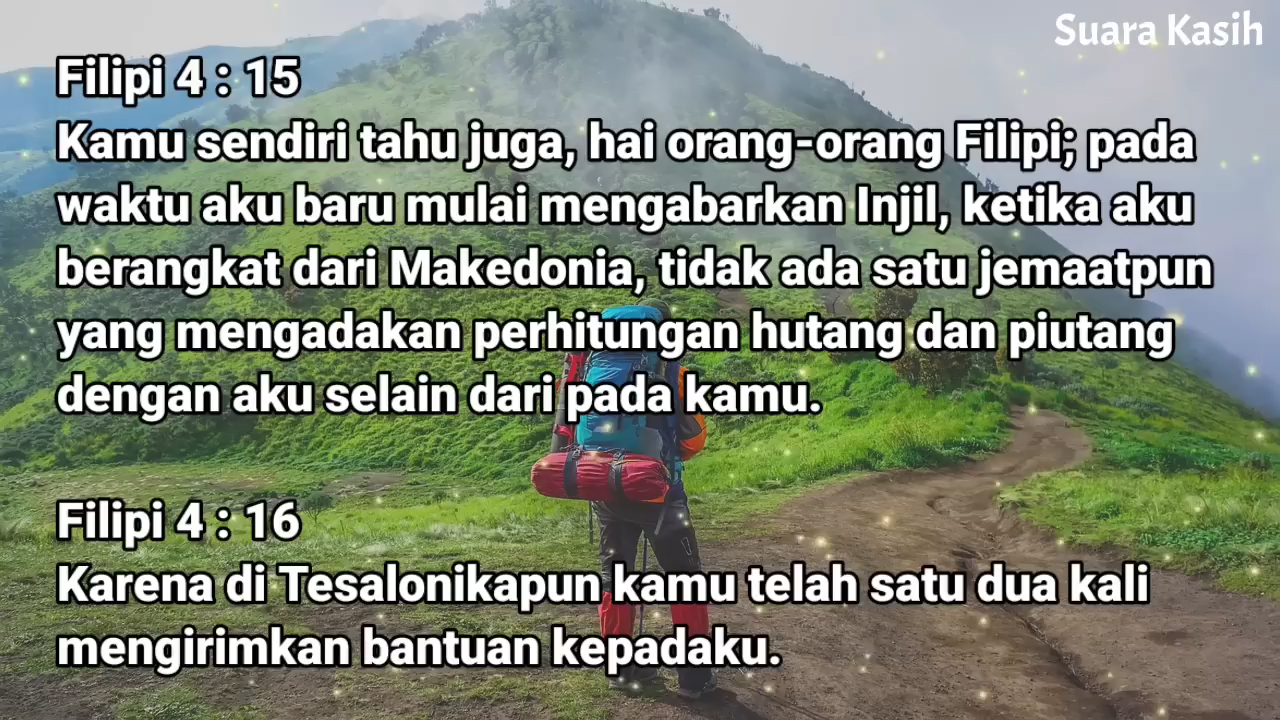 Suara Kasih
Filipi 4 : 15
Kamu sendiri tahu juga, hai orang-orang Filipi; pada
waktu aku baru mulai mengabarkan Injil, ketika aku
berangkat dari Makedonia, tidak ada satu jemaatpun
yang mengadakan perhitungan hutang dan piutang
dengan aku selain dari pada kamu.
Filipi 4 : 16
Karena di Tesalonikapun kamu telah satu dua kali
mengirimkan bantuan kepadaku.